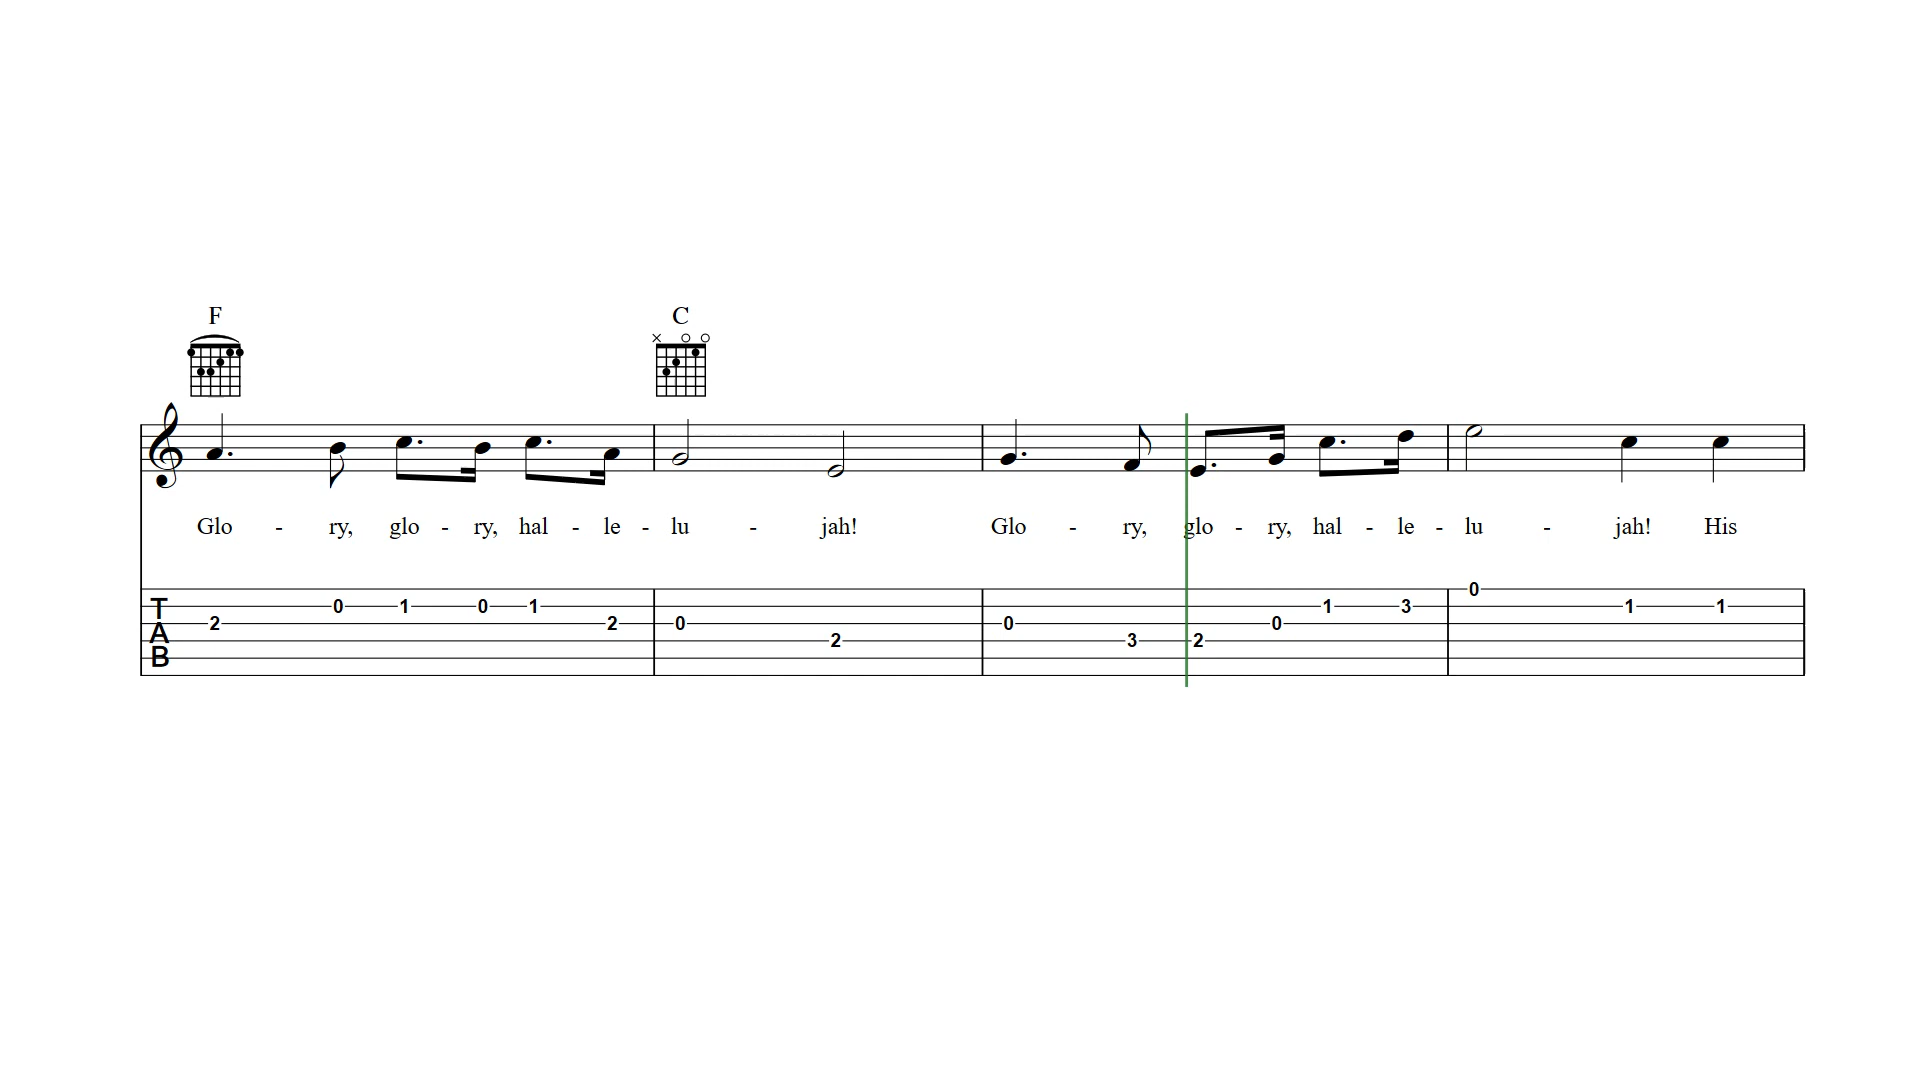 F C
Glo - ry, glo - ry, hal - le - lu - jah! Glo - ry, glo - ry, hal - le - lu - jah! His
0
0 1 0 1 1 3 1 1
2 2 0 0 0
2 3 2
TAB